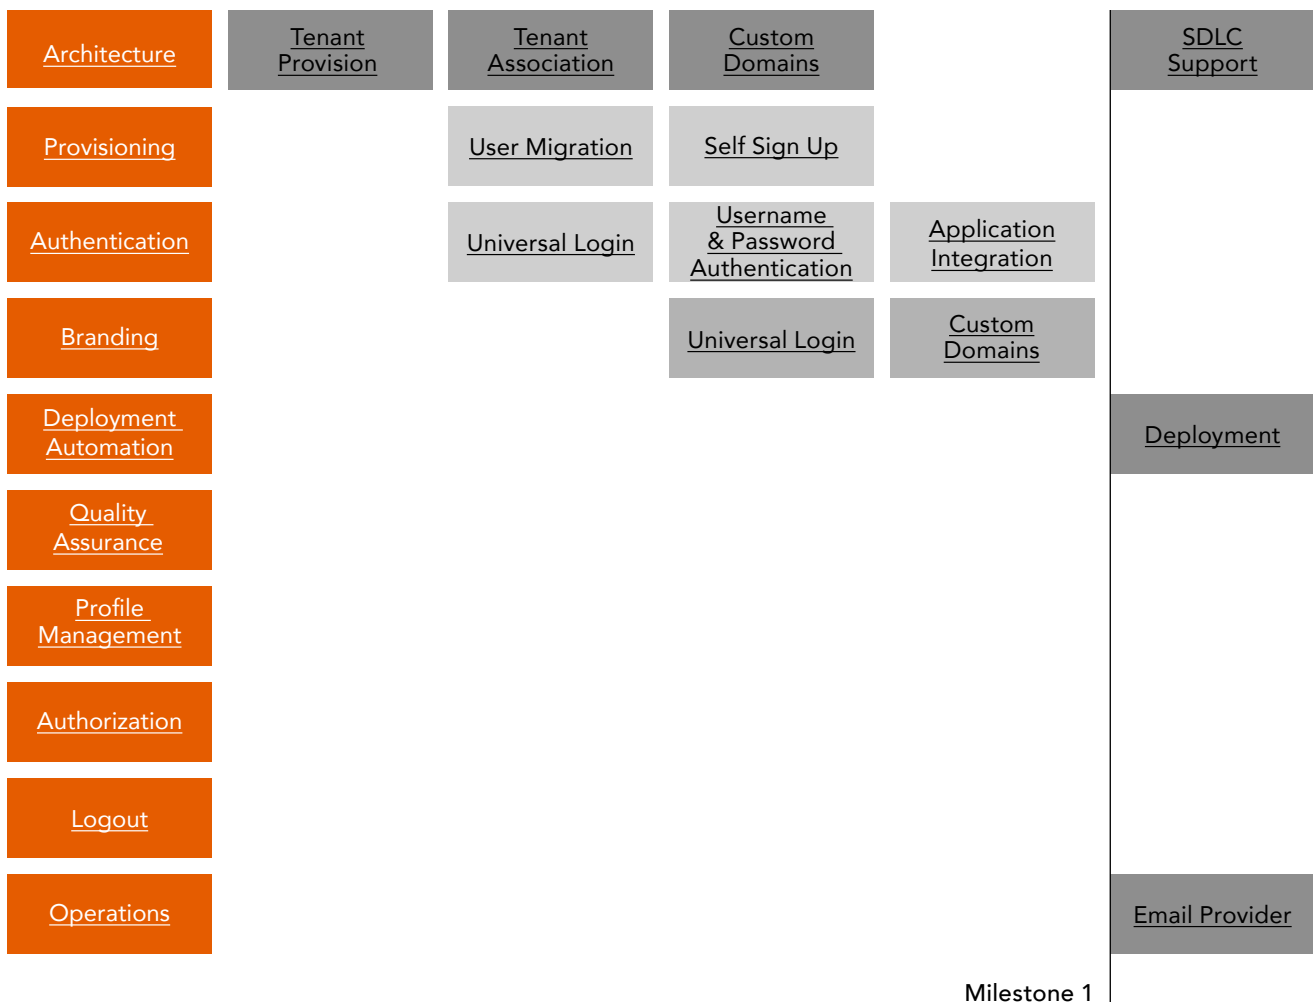 Architecture
Tenant
Provision
Tenant
Association
Custom
Domains
SDLC
Support
Provisioning
User Migration
Self Sign Up
Authentication
Universal Login
Username
& Password
Authentication
Application
Integration
Branding
Universal Login
Custom
Domains
Deployment
Automation
Deployment
Quality
Assurance
Profile
Management
Authorization
Logout
Operations
Email Provider
Milestone 1